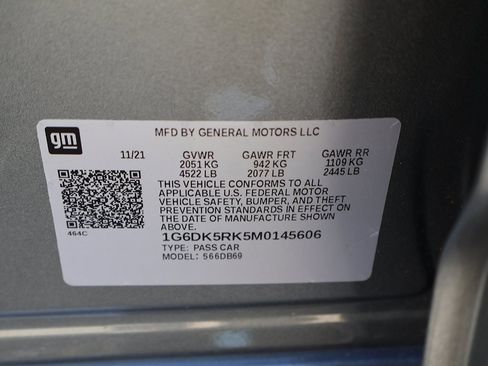 gm
MFD BY GENERAL MOTORS LLC
11/21 GVWR GAWR FRT GAWR RR
2051 KG 942 KG 1109 KG
4522 LB 2077 LB 2445 LB
THIS VEHICLE CONFORMS TO ALL
APPLICABLE U.S. FEDERAL MOTOR
VEHICLE SAFETY, BUMPER, AND THEFT
PREVENTION STANDARDS IN EFFECT ON
THE DATE OF MANUFACTURE SHOWN
ABOVE.
464C
1G6DK5RK5M0145606
TYPE: PASS CAR
MODEL: 566DB69